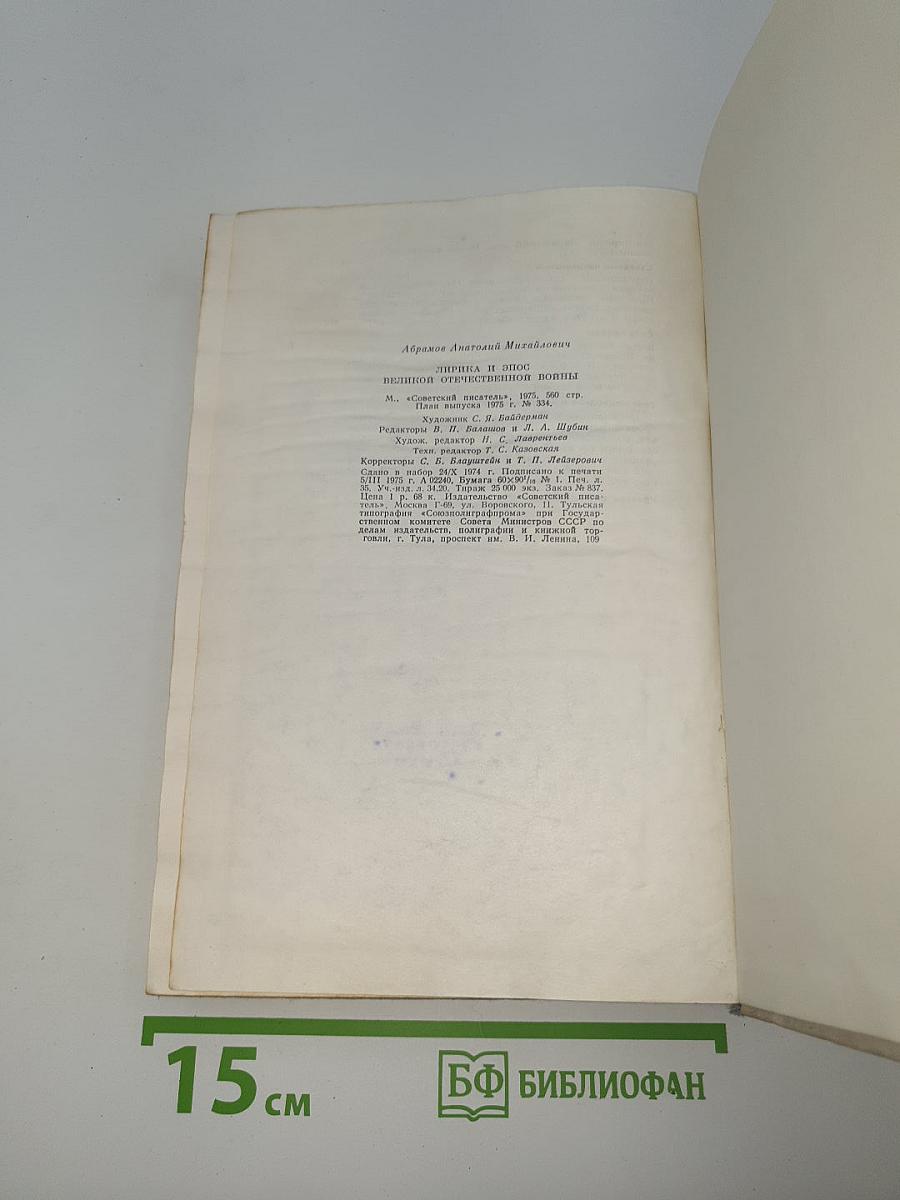 Абрамов Анатолий Михайлович
ЛИРИКА И ЭПОС
ВЕЛИКОЙ ОТЕЧЕСТВЕННОЙ ВОЙНЫ
М., «Советский писатель», 1975, 560 стр.
План выпуска 1975 г. № 334.
Художник С. Я. Байдерман
Редакторы В. П. Балашов и Л. А. Шубин
Худож. редактор Н. С. Лаврентьев
Техн. редактор Т. С. Казовская
Корректоры С. Б. Блауштейн и Т. П. Лейзерович
Сдано в набор 24/X 1974 г. Подписано к печати
5/III 1975 г. А 02240, Бумага 60×90¹/₁₆ № 1. Печ. л.
35. Уч.-изд. л. 34,20. Тираж 25 000 экз. Заказ № 837.
Цена 1 р. 68 к. Издательство «Советский писа-
тель», Москва Г-69, ул. Воровского, 11. Тульская
типография «Союзполиграфпрома» при Государ-
ственном комитете Совета Министров СССР по
делам издательств, полиграфии и книжной тор-
говли, г. Тула, проспект им. В. И. Ленина, 109
15 см
БФ БИБЛИОФАН